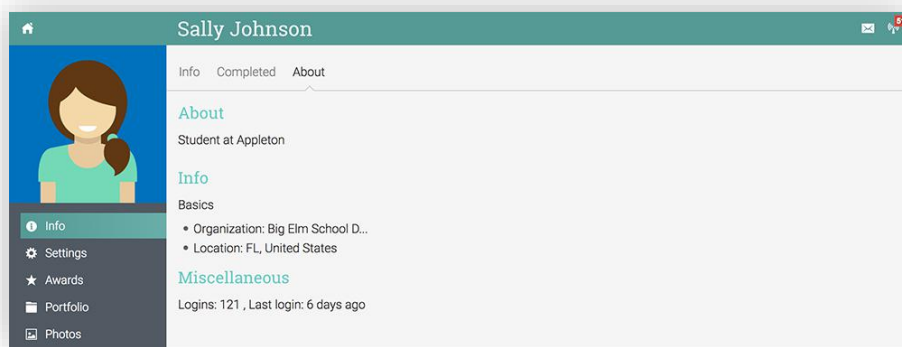 Sally Johnson
Info Completed About
About
Student at Appleton
Info
Basics
• Organization: Big Elm School D...
• Location: FL, United States
Miscellaneous
Logins: 121 , Last login: 6 days ago
Info
Settings
Awards
Portfolio
Photos